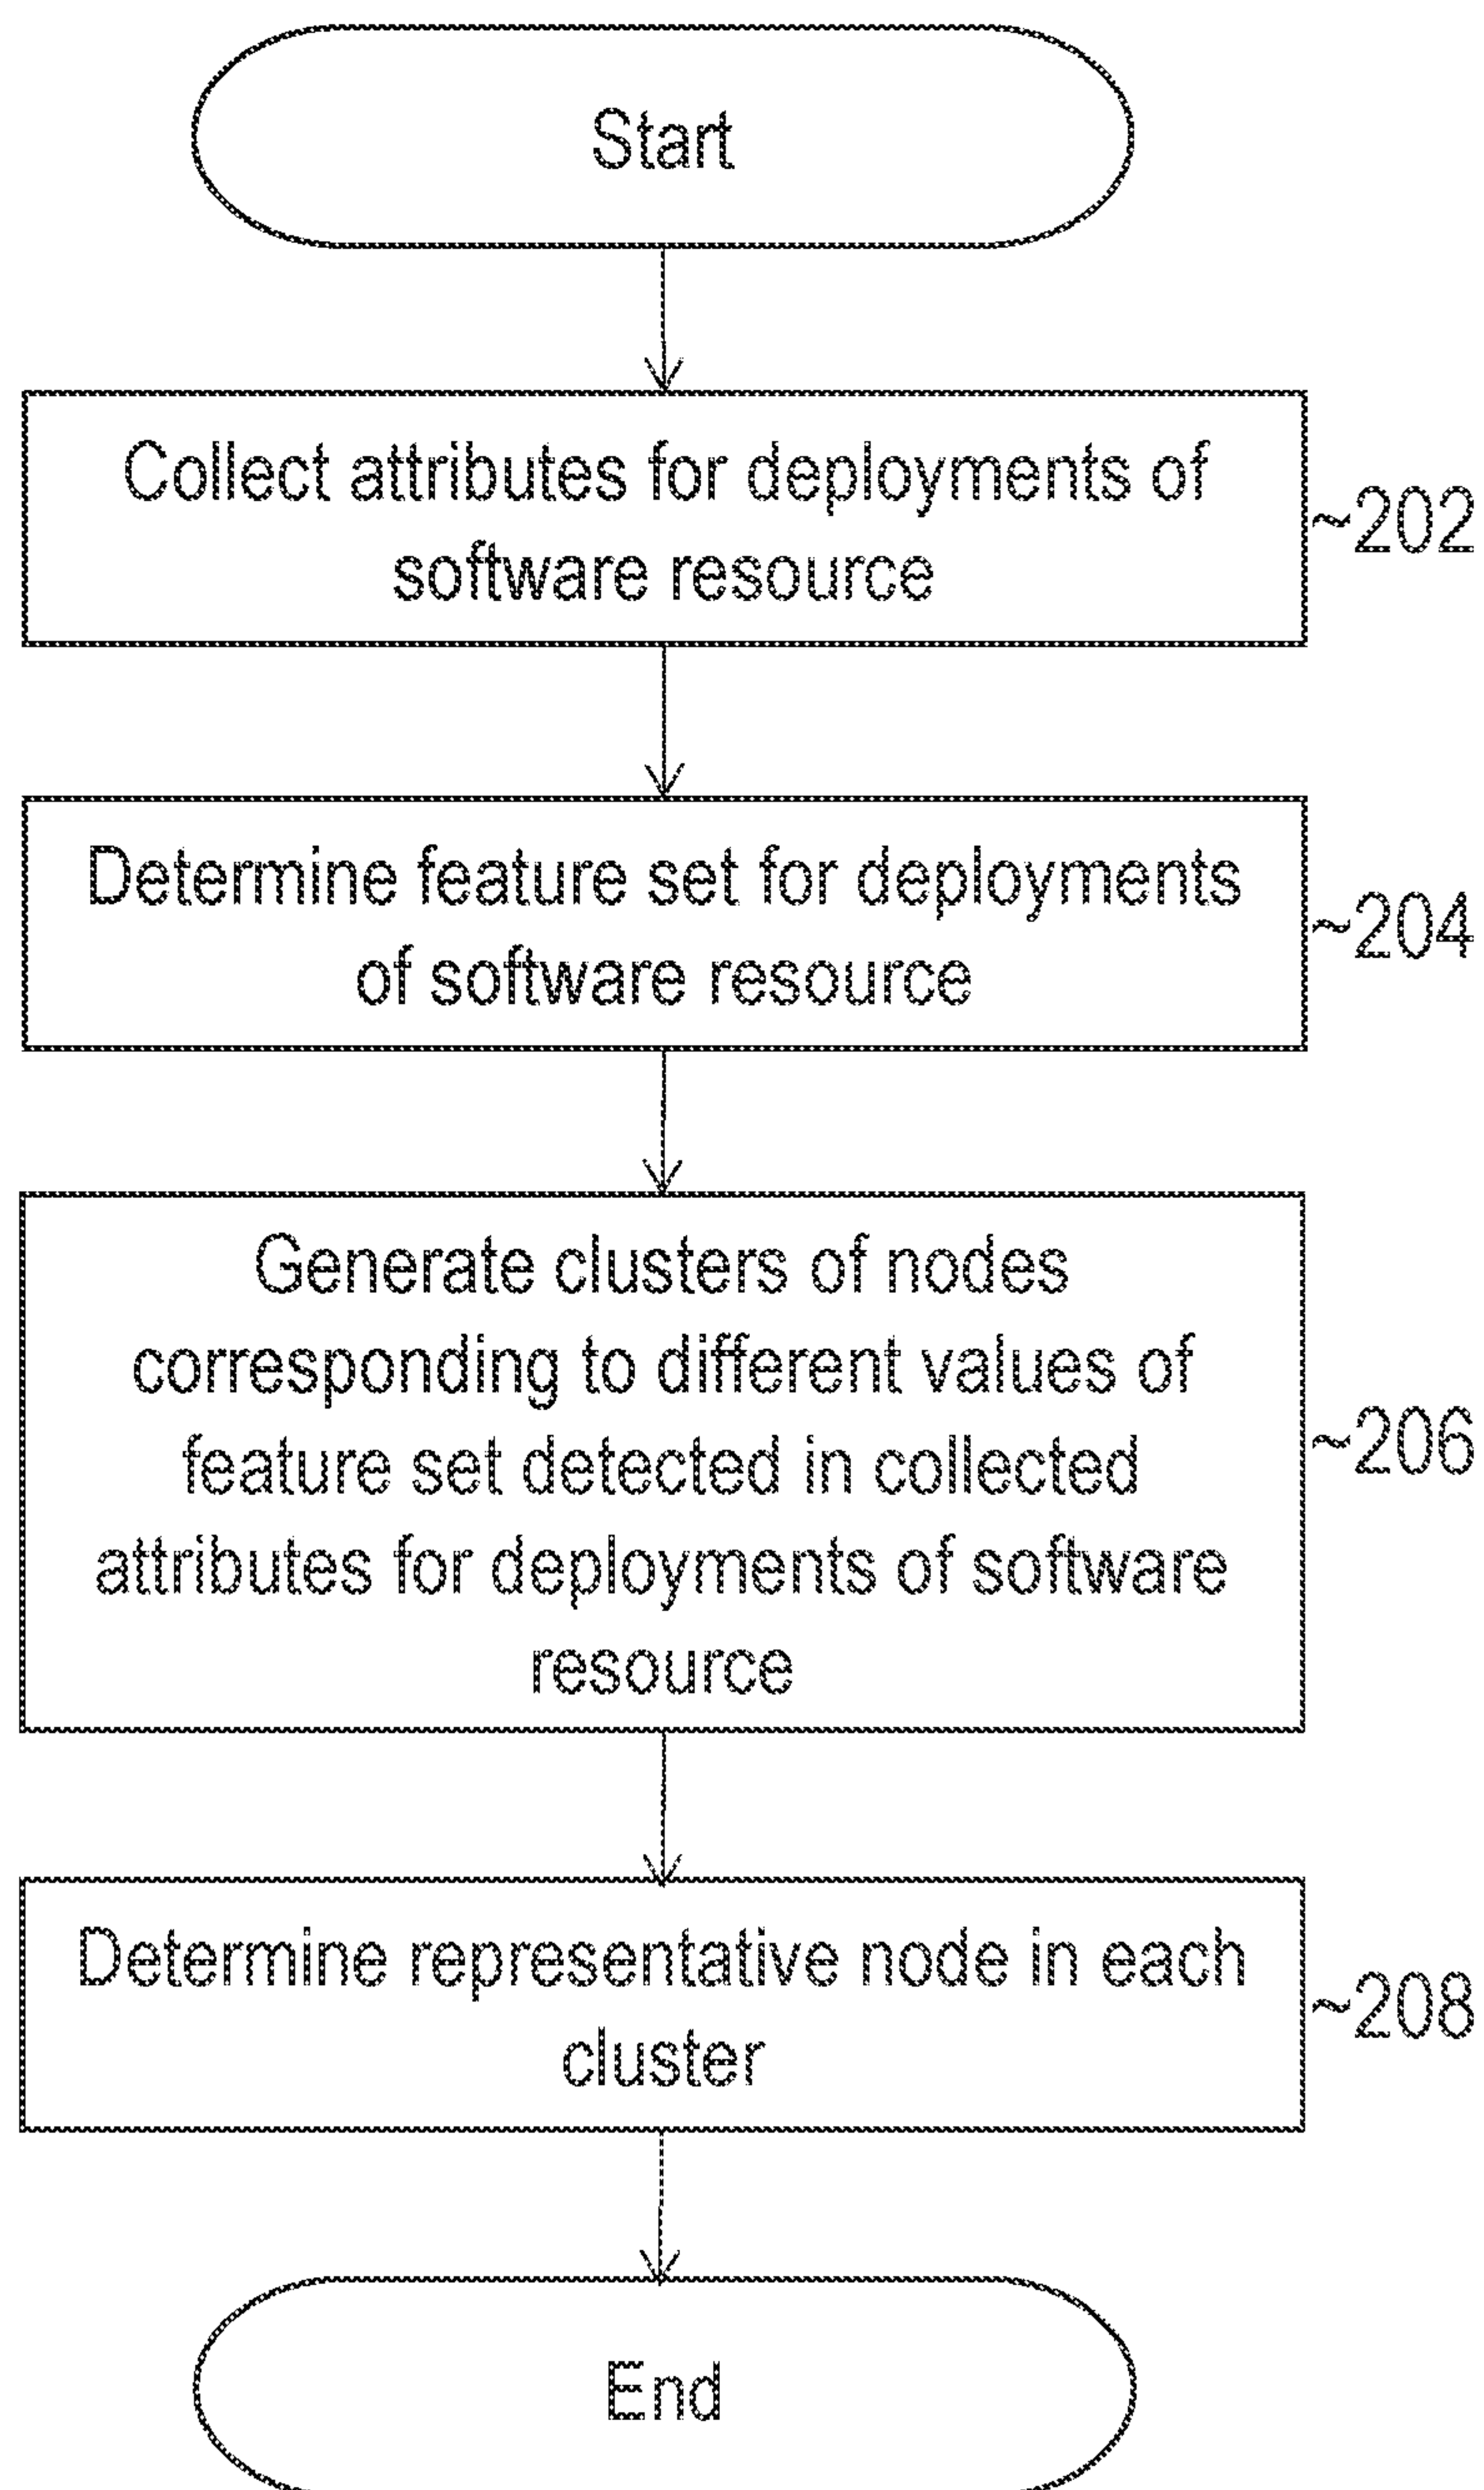 Start
Collect attributes for deployments of
software resource
~202
Determine feature set for deployments
of software resource
~204
Generate clusters of nodes
corresponding to different values of
feature set detected in collected
attributes for deployments of software
resource
~206
Determine representative node in each
cluster
~208
End